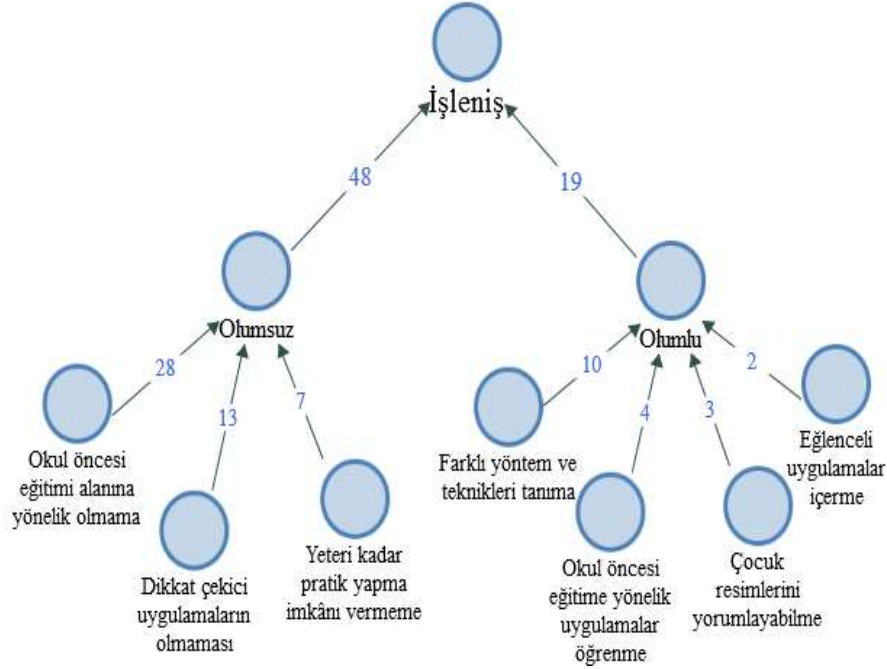 İşleniş
48
19
Olumsuz
Olumlu
28
13
7
10
4
3
2
Okul öncesi
eğitimi alanına
yönelik olmama
Dikkat çekici
uygulamaların
olmaması
Yeteri kadar
pratik yapma
imkânı vermeme
Farklı yöntem ve
teknikleri tanıma
Okul öncesi
eğitime yönelik
uygulamalar
öğrenme
Çocuk
resimlerini
yorumlayabilme
Eğlenceli
uygulamalar
içerme